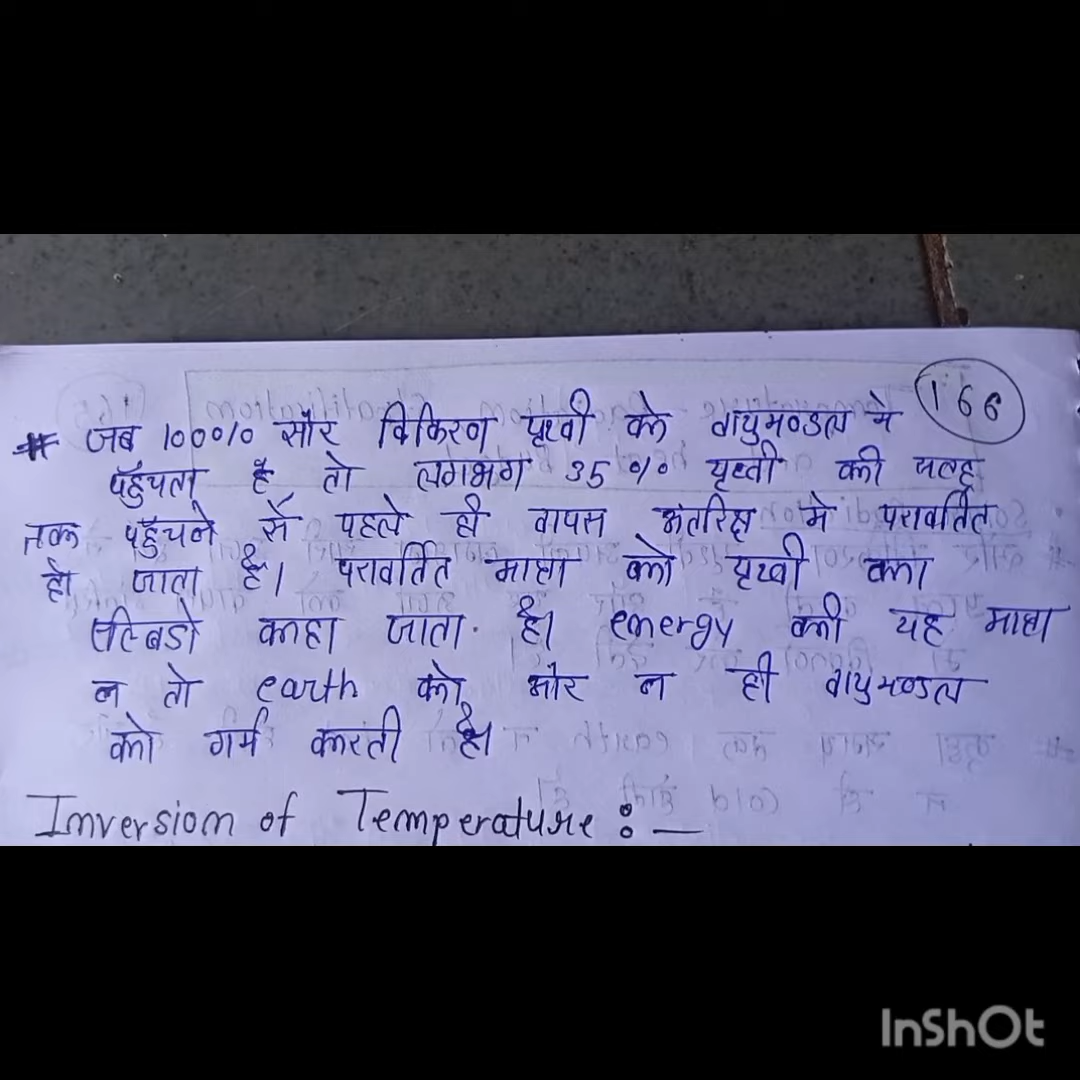 166
# जब 100% सौर विकिरण पृथ्वी के वायुमण्डल मे
पहुँचता है तो लगभग 35% पृथ्वी की सतह
तक पहुँचने से पहले ही वापस अंतरिक्ष मे परावर्तित
हो जाता है। परावर्तित मात्रा को पृथ्वी का
एल्बिडो कहा जाता है। energy की यह मात्रा
न तो earth को और न ही वायुमण्डल
को गर्म करती है।
Inversion of Temperature :—
InShOt